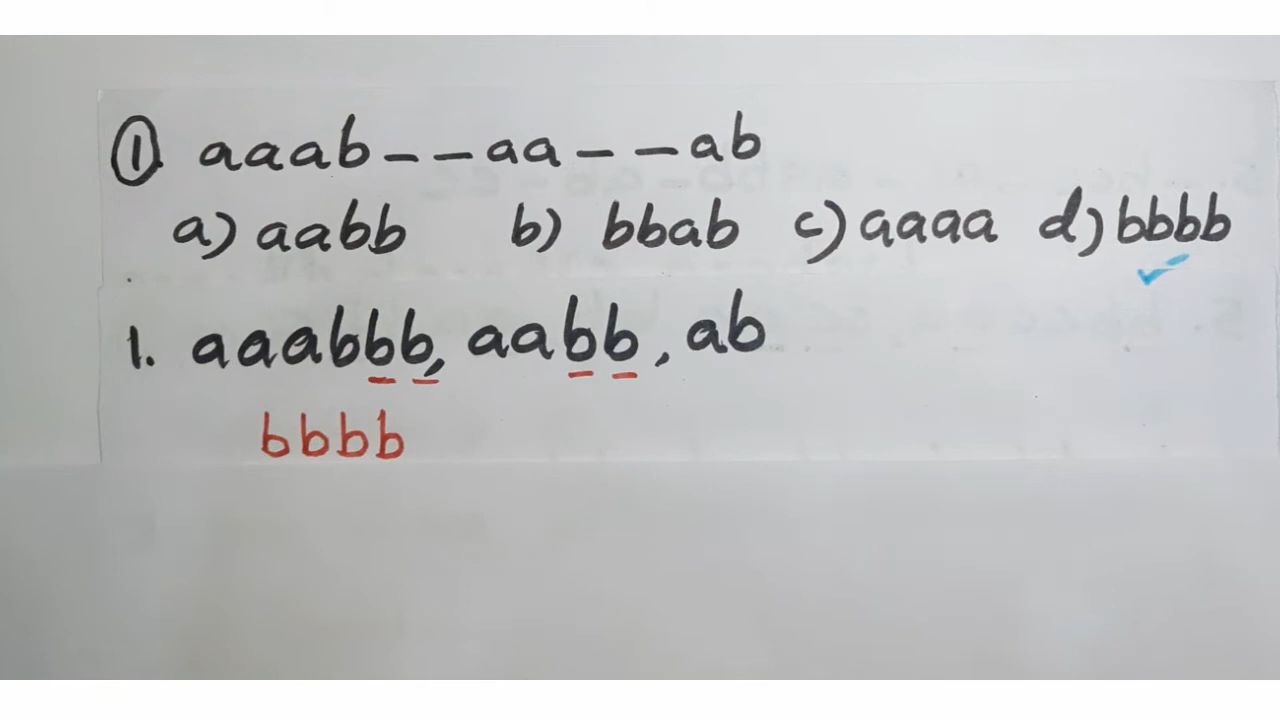 ① aaab--aa--ab
a) aabb b) bbab c) aaaa d) bbbb
1. aaabbb, aabb, ab
bbbb